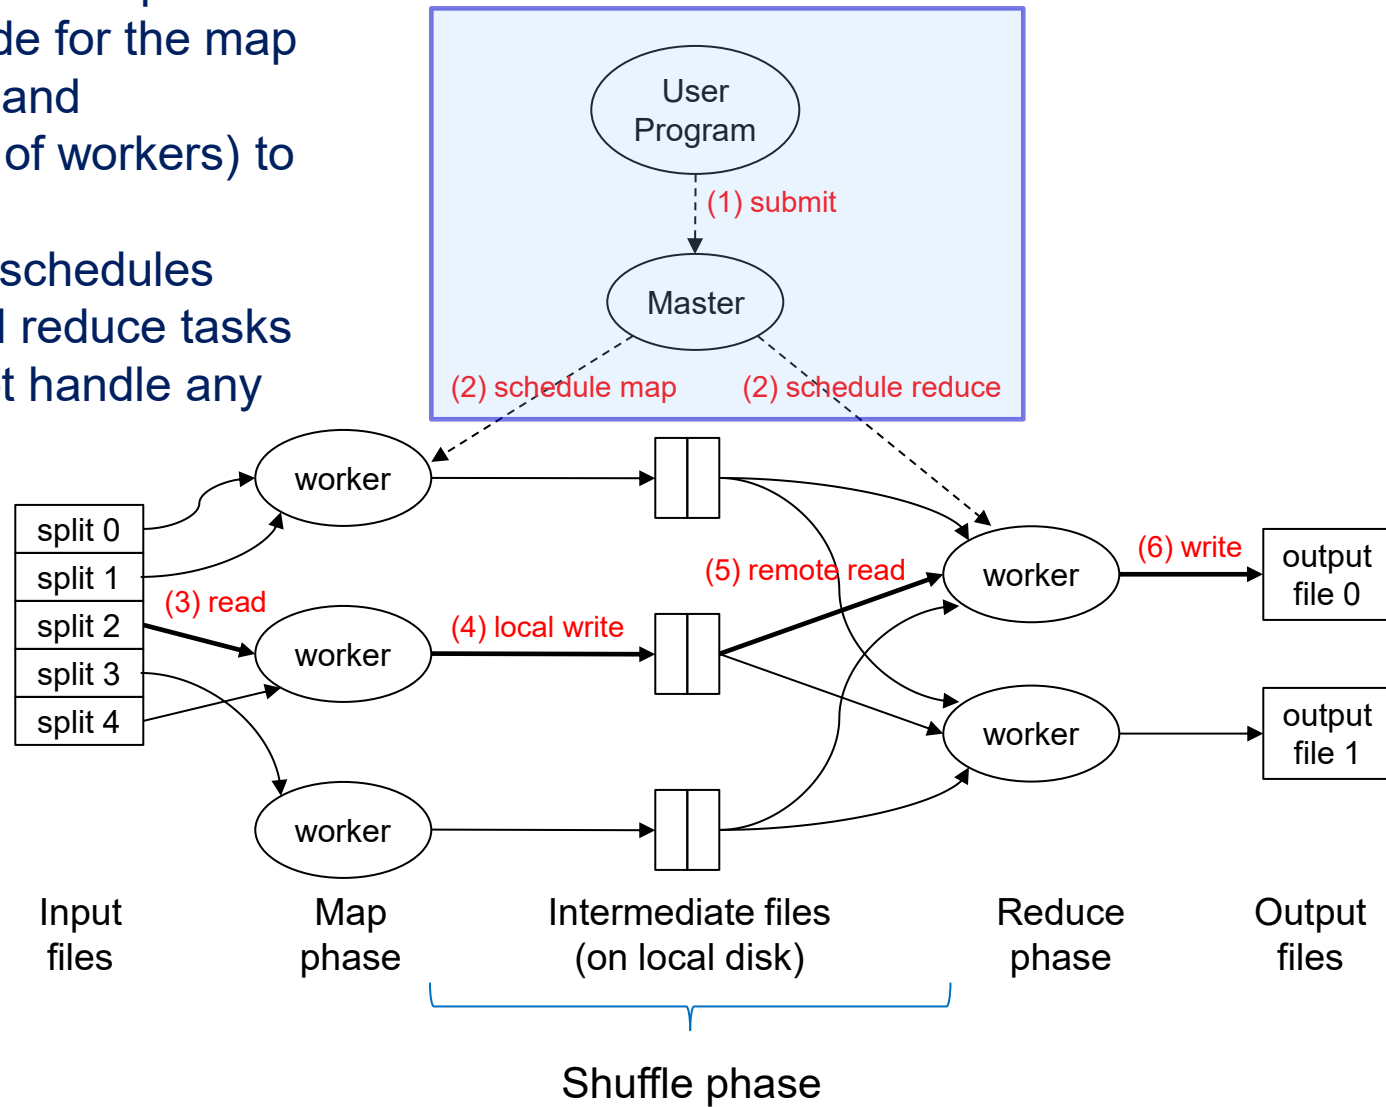 de for the map
and
of workers) to
schedules
reduce tasks
handle any
User
Program
(1) submit
Master
(2) schedule map
(2) schedule reduce
worker
split 0
split 1
split 2
split 3
split 4
(3) read
worker
(4) local write
worker
(5) remote read
worker
(6) write
output
file 0
worker
output
file 1
Input
files
Map
phase
Intermediate files
(on local disk)
Reduce
phase
Output
files
Shuffle phase